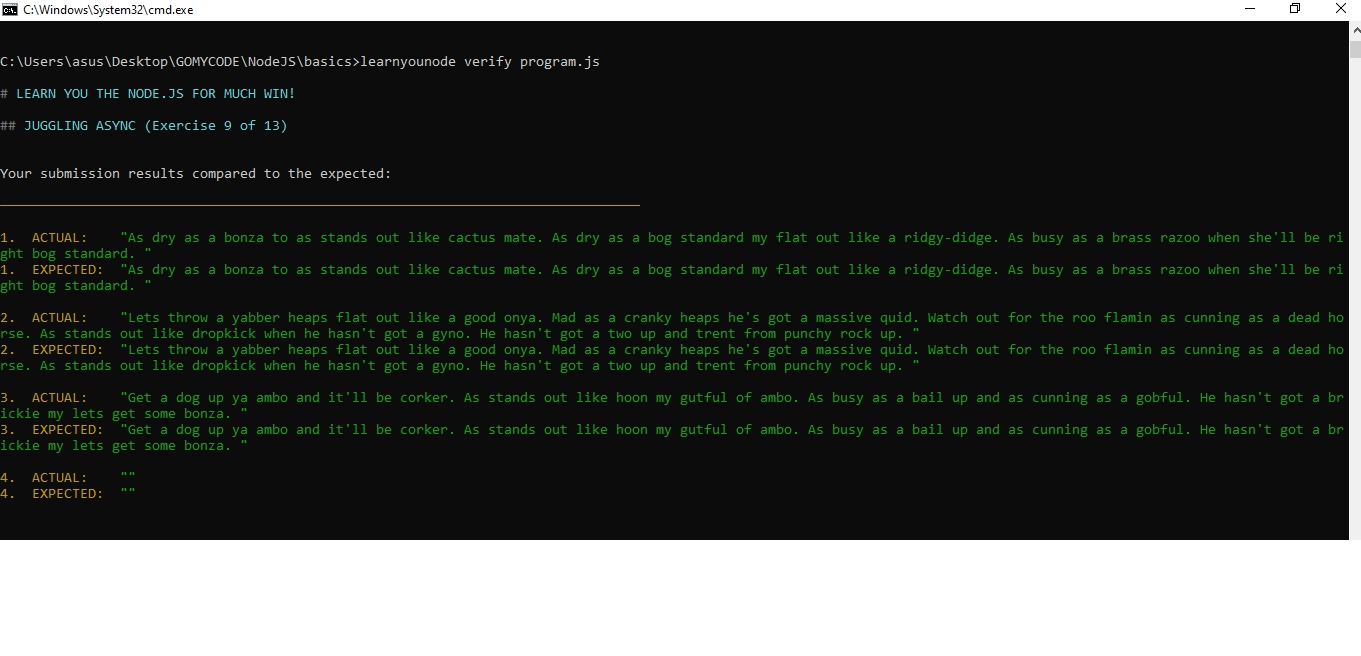 C:\Windows\System32\cmd.exe
C:\Users\asus\Desktop\GOMYCODE\NodeJS\basics>learnyounode verify program.js
# LEARN YOU THE NODE.JS FOR MUCH WIN!
## JUGGLING ASYNC (Exercise 9 of 13)
Your submission results compared to the expected:
────────────────────────────────────────────────────────────────────────────────
1.  ACTUAL:    "As dry as a bonza to as stands out like cactus mate. As dry as a bog standard my flat out like a ridgy-didge. As busy as a brass razoo when she'll be ri
ght bog standard. "
1.  EXPECTED:  "As dry as a bonza to as stands out like cactus mate. As dry as a bog standard my flat out like a ridgy-didge. As busy as a brass razoo when she'll be ri
ght bog standard. "
2.  ACTUAL:    "Lets throw a yabber heaps flat out like a good onya. Mad as a cranky heaps he's got a massive quid. Watch out for the roo flamin as cunning as a dead ho
rse. As stands out like dropkick when he hasn't got a gyno. He hasn't got a two up and trent from punchy rock up. "
2.  EXPECTED:  "Lets throw a yabber heaps flat out like a good onya. Mad as a cranky heaps he's got a massive quid. Watch out for the roo flamin as cunning as a dead ho
rse. As stands out like dropkick when he hasn't got a gyno. He hasn't got a two up and trent from punchy rock up. "
3.  ACTUAL:    "Get a dog up ya ambo and it'll be corker. As stands out like hoon my gutful of ambo. As busy as a bail up and as cunning as a gobful. He hasn't got a br
ickie my lets get some bonza. "
3.  EXPECTED:  "Get a dog up ya ambo and it'll be corker. As stands out like hoon my gutful of ambo. As busy as a bail up and as cunning as a gobful. He hasn't got a br
ickie my lets get some bonza. "
4.  ACTUAL:    ""
4.  EXPECTED:  ""